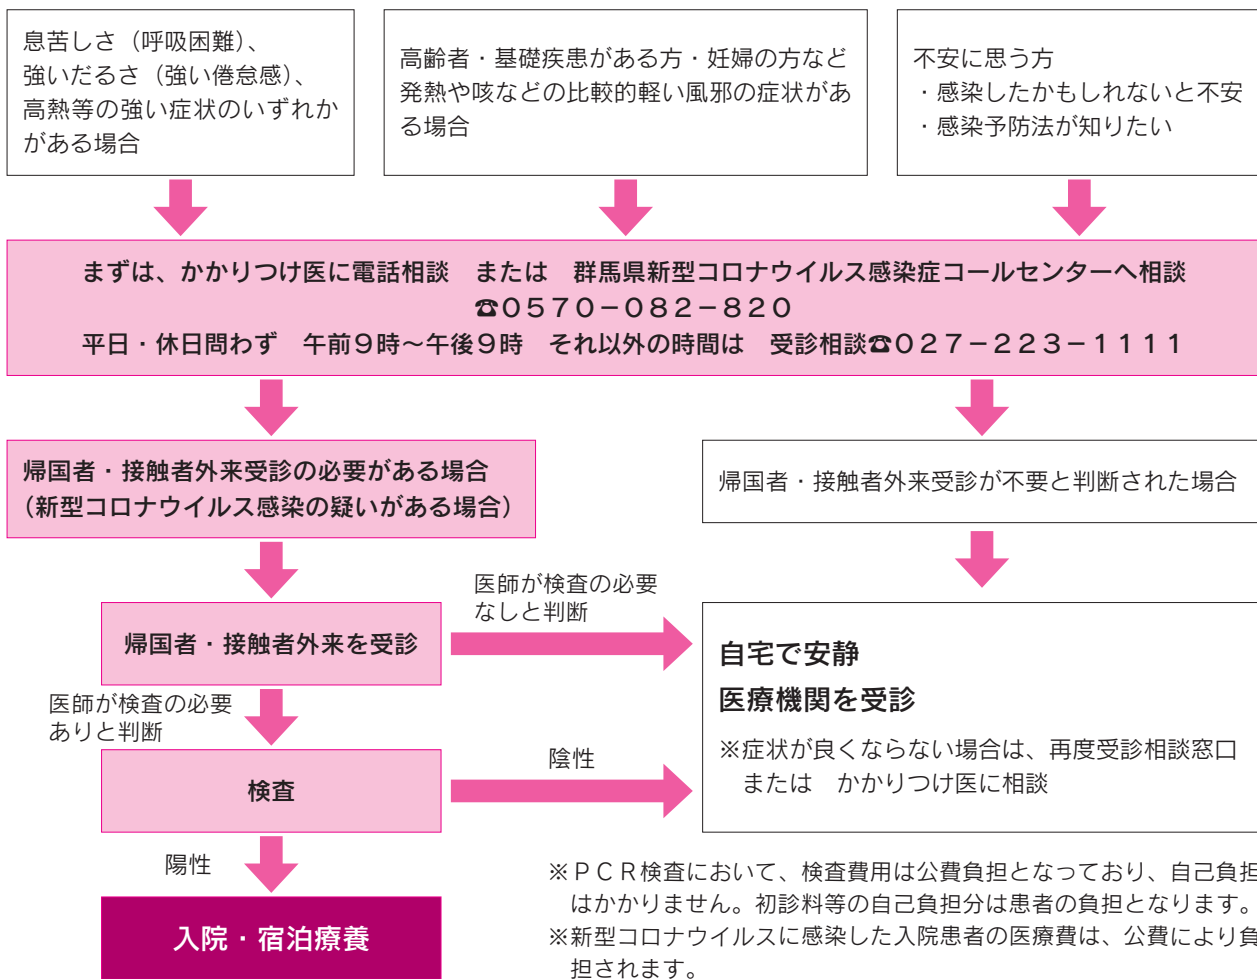 息苦しさ（呼吸困難）、
強いだるさ（強い倦怠感）、
高熱等の強い症状のいずれか
がある場合
高齢者・基礎疾患がある方・妊婦の方など
発熱や咳などの比較的軽い風邪の症状があ
る場合
不安に思う方
・感染したかもしれないと不安
・感染予防法が知りたい
まずは、かかりつけ医に電話相談　または　群馬県新型コロナウイルス感染症コールセンターへ相談
☎０５７０－０８２－８２０
平日・休日問わず　午前９時～午後９時　それ以外の時間は　受診相談☎０２７－２２３－１１１１
帰国者・接触者外来受診の必要がある場合
（新型コロナウイルス感染の疑いがある場合）
帰国者・接触者外来受診が不要と判断された場合
医師が検査の必要
なしと判断
帰国者・接触者外来を受診
医師が検査の必要
ありと判断
自宅で安静
医療機関を受診
※症状が良くならない場合は、再度受診相談窓口
または　かかりつけ医に相談
検査
陰性
陽性
入院・宿泊療養
※ＰＣＲ検査において、検査費用は公費負担となっており、自己負担
はかかりません。初診料等の自己負担分は患者の負担となります。
※新型コロナウイルスに感染した入院患者の医療費は、公費により負
担されます。